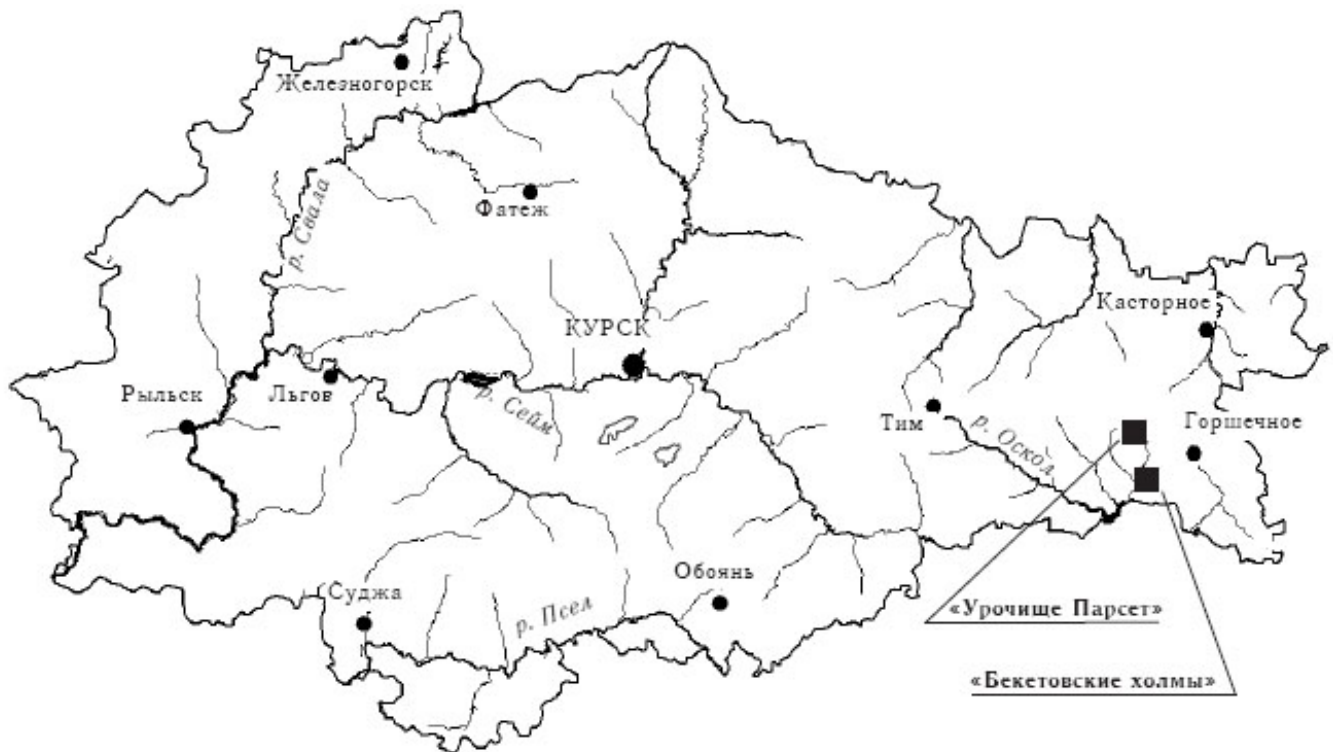 Железногорск
Фатеж
р. Свапа
КУРСК
Касторное
Рыльск
Льгов
р. Сейм
Тим
р. Оскол
Горшечное
Обоянь
Суджа
р. Псел
«Урочище Парсет»
«Бекетовские холмы»